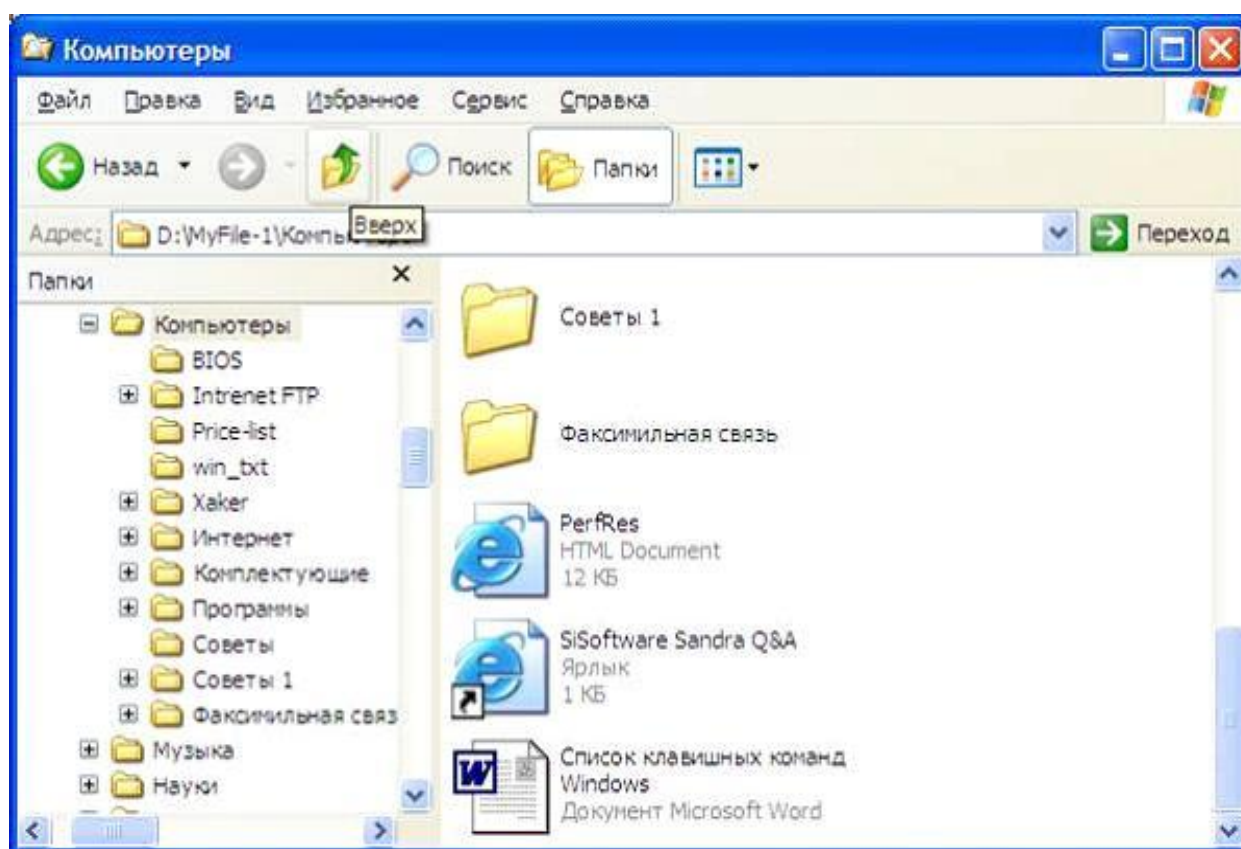 Компьютеры
Файл Правка Вид Избранное Сервис Справка
Назад Поиск Папки
Вверх
Адрес: D:\MyFile-1\Компью Переход
Папки
Компьютеры
BIOS
Intrenet FTP
Price-list
win_txt
Xaker
Интернет
Комплектующие
Программы
Советы
Советы 1
Факсимильная связ
Музыка
Науки
Советы 1
Факсимильная связь
PerfRes
HTML Document
12 КБ
SiSoftware Sandra Q&A
Ярлык
1 КБ
Список клавишных команд
Windows
Документ Microsoft Word